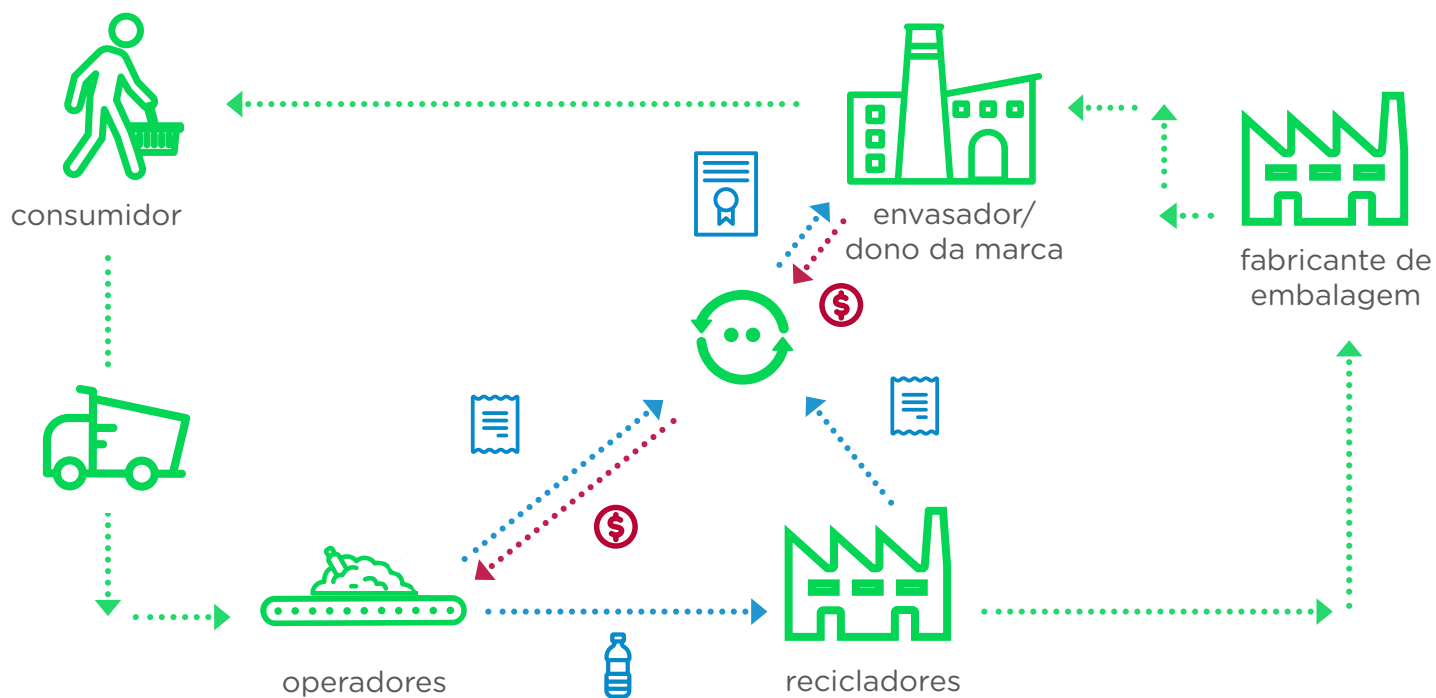 consumidor
envasador/
dono da marca
fabricante de
embalagem
$
$
operadores
recicladores